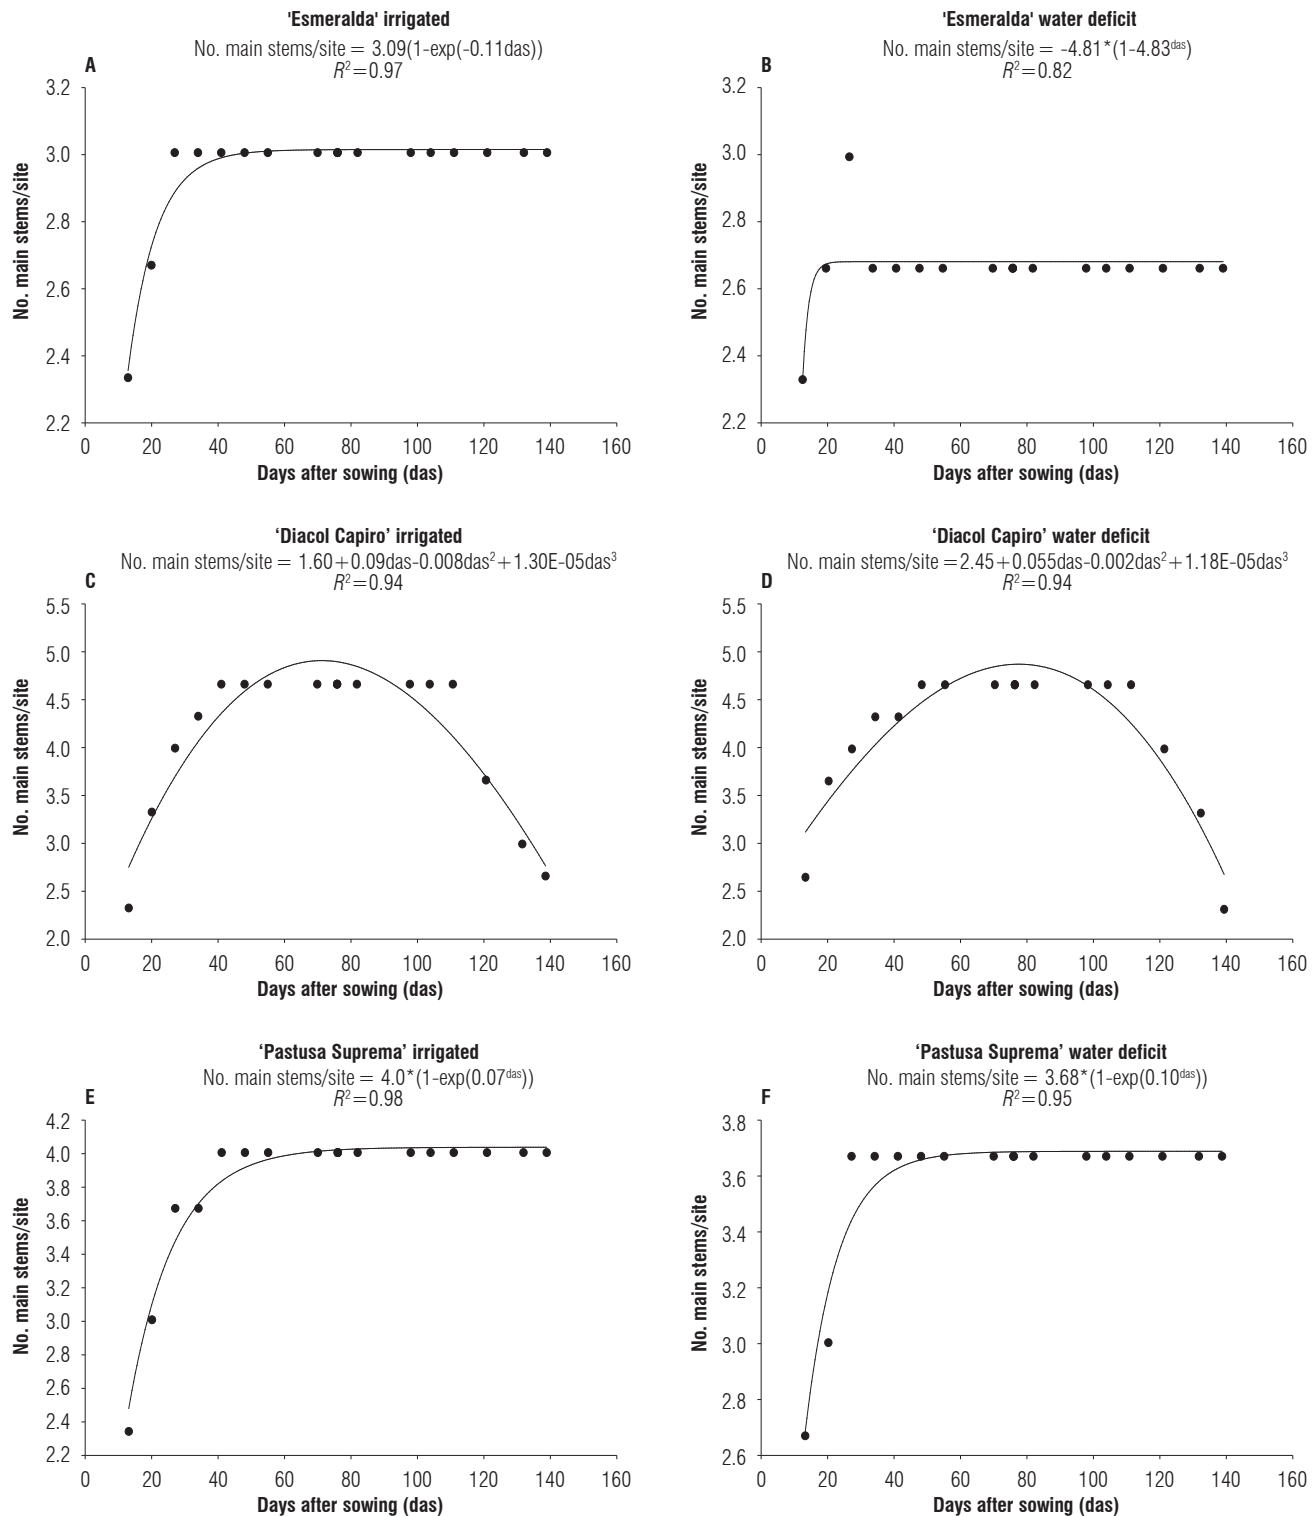 'Esmeralda' irrigated
No. main stems/site = 3.09(1-exp(-0.11das))
R²=0.97
A
3.2
3.0
2.8
2.6
2.4
2.2
No. main stems/site
0 20 40 60 80 100 120 140 160
Days after sowing (das)
'Esmeralda' water deficit
No. main stems/site = -4.81*(1-4.83^das)
R²=0.82
B
3.2
3.0
2.8
2.6
2.4
2.2
No. main stems/site
0 20 40 60 80 100 120 140 160
Days after sowing (das)
‘Diacol Capiro’ irrigated
No. main stems/site = 1.60+0.09das-0.008das²+1.30E-05das³
R²=0.94
C
5.5
5.0
4.5
4.0
3.5
3.0
2.5
2.0
No. main stems/site
0 20 40 60 80 100 120 140 160
Days after sowing (das)
‘Diacol Capiro’ water deficit
No. main stems/site =2.45+0.055das-0.002das²+1.18E-05das³
R²=0.94
D
5.5
5.0
4.5
4.0
3.5
3.0
2.5
2.0
No. main stems/site
0 20 40 60 80 100 120 140 160
Days after sowing (das)
‘Pastusa Suprema’ irrigated
No. main stems/site = 4.0*(1-exp(0.07^das))
R²=0.98
E
4.2
4.0
3.8
3.6
3.4
3.2
3.0
2.8
2.6
2.4
2.2
No. main stems/site
0 20 40 60 80 100 120 140 160
Days after sowing (das)
‘Pastusa Suprema’ water deficit
No. main stems/site = 3.68*(1-exp(0.10^das))
R²=0.95
F
3.8
3.6
3.4
3.2
3.0
2.8
2.6
No. main stems/site
0 20 40 60 80 100 120 140 160
Days after sowing (das)